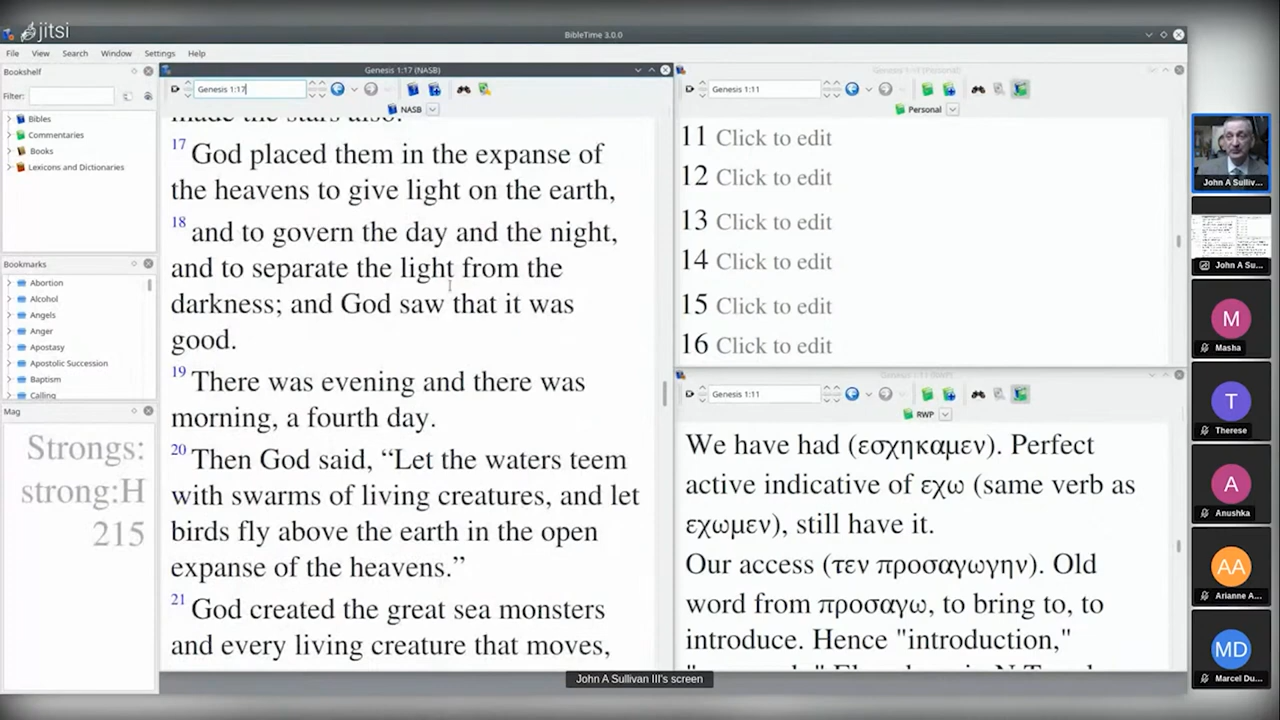 jitsi
BibleTime 3.0.0
File View Search Window Settings Help
Bookshelf
Filter:
Bibles
Commentaries
Books
Lexicons and Dictionaries
Bookmarks
Abortion
Alcohol
Angels
Anger
Apostasy
Apostolic Succession
Baptism
Calling
Mag
Strongs:
strong:H
215
Genesis 1:17 (NASB)
Genesis 1:17
NASB
made the stars also.
17 God placed them in the expanse of
the heavens to give light on the earth,
18 and to govern the day and the night,
and to separate the light from the
darkness; and God saw that it was
good.
19 There was evening and there was
morning, a fourth day.
20 Then God said, “Let the waters teem
with swarms of living creatures, and let
birds fly above the earth in the open
expanse of the heavens.”
21 God created the great sea monsters
and every living creature that moves,
Genesis 1:11
Personal
11 Click to edit
12 Click to edit
13 Click to edit
14 Click to edit
15 Click to edit
16 Click to edit
Genesis 1:11
RWP
We have had (εσχηκαμεν). Perfect
active indicative of εχω (same verb as
εχωμεν), still have it.
Our access (τεν προσαγωγην). Old
word from προσαγω, to bring to, to
introduce. Hence "introduction,"
John A Sullivan III's screen
John A Sulliv...
John A Su...
M
Masha
T
Therese
A
Anushka
AA
Arianne A...
MD
Marcel Du...